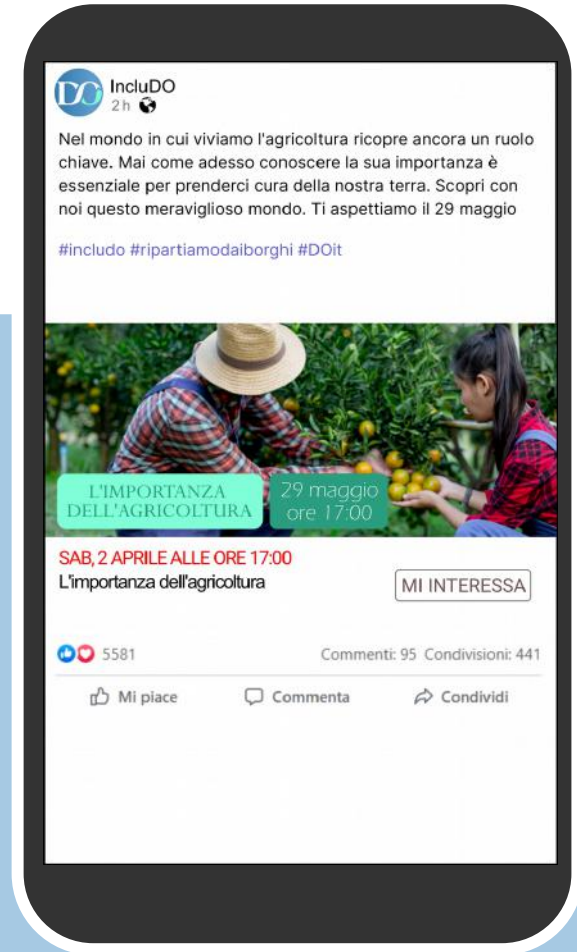 DO
IncluDO
2 h
Nel mondo in cui viviamo l'agricoltura ricopre ancora un ruolo
chiave. Mai come adesso conoscere la sua importanza è
essenziale per prenderci cura della nostra terra. Scopri con
noi questo meraviglioso mondo. Ti aspettiamo il 29 maggio
#includo #ripartiamodaiborghi #DOit
L'IMPORTANZA
DELL'AGRICOLTURA
29 maggio
ore 17:00
SAB, 2 APRILE ALLE ORE 17:00
L'importanza dell'agricoltura
MI INTERESSA
5581
Commenti: 95 Condivisioni: 441
Mi piace
Commenta
Condividi